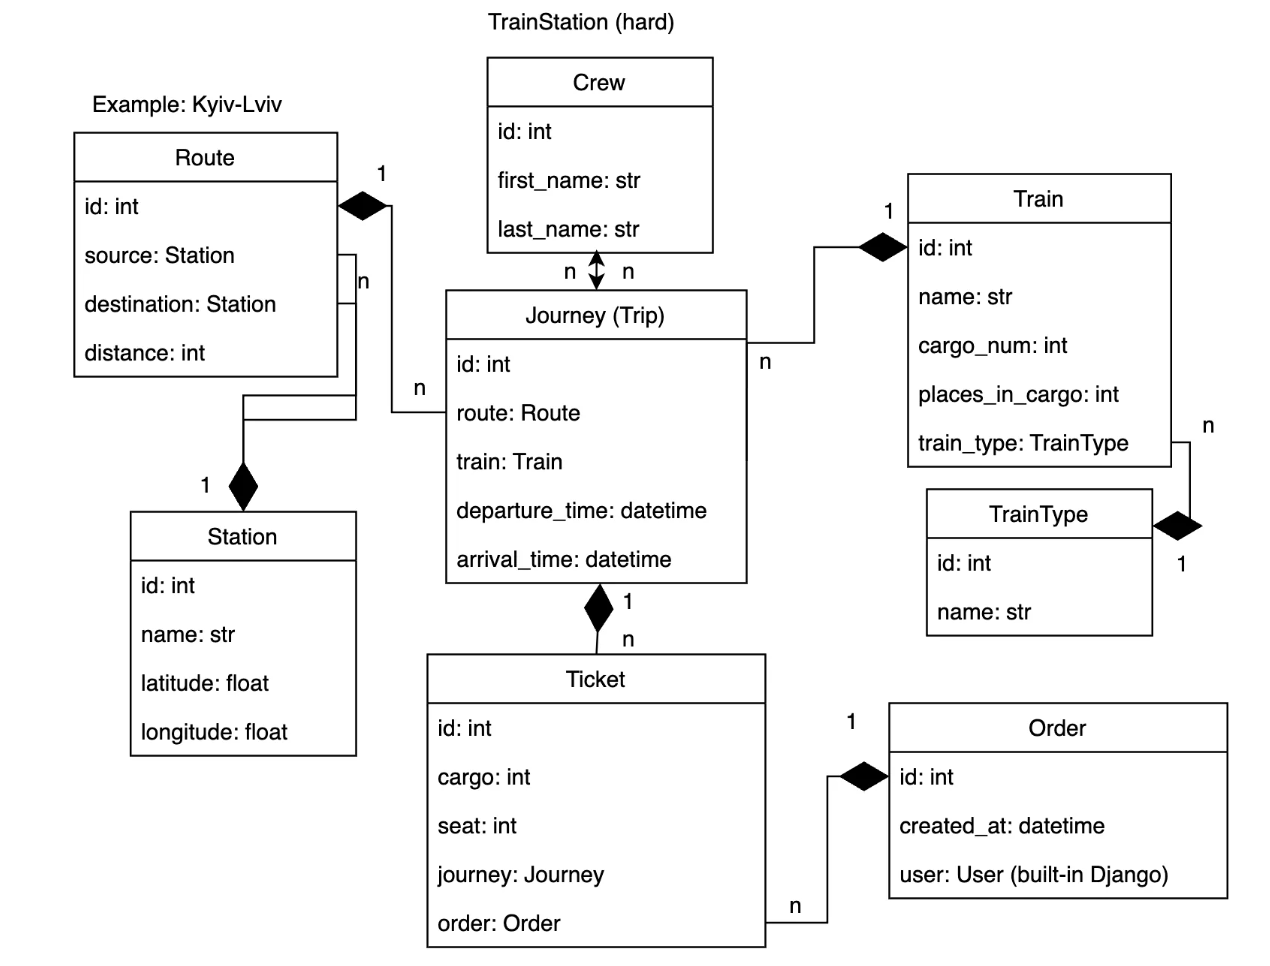 TrainStation (hard)
Crew
id: int
first_name: str
last_name: str
n n
Example: Kyiv-Lviv
Route
id: int
source: Station
destination: Station
distance: int
1
n
n
Journey (Trip)
id: int
route: Route
train: Train
departure_time: datetime
arrival_time: datetime
n
1
Train
id: int
name: str
cargo_num: int
places_in_cargo: int
train_type: TrainType
n
TrainType
id: int
name: str
1
1
Station
id: int
name: str
latitude: float
longitude: float
1
n
Ticket
id: int
cargo: int
seat: int
journey: Journey
order: Order
n
1
Order
id: int
created_at: datetime
user: User (built-in Django)